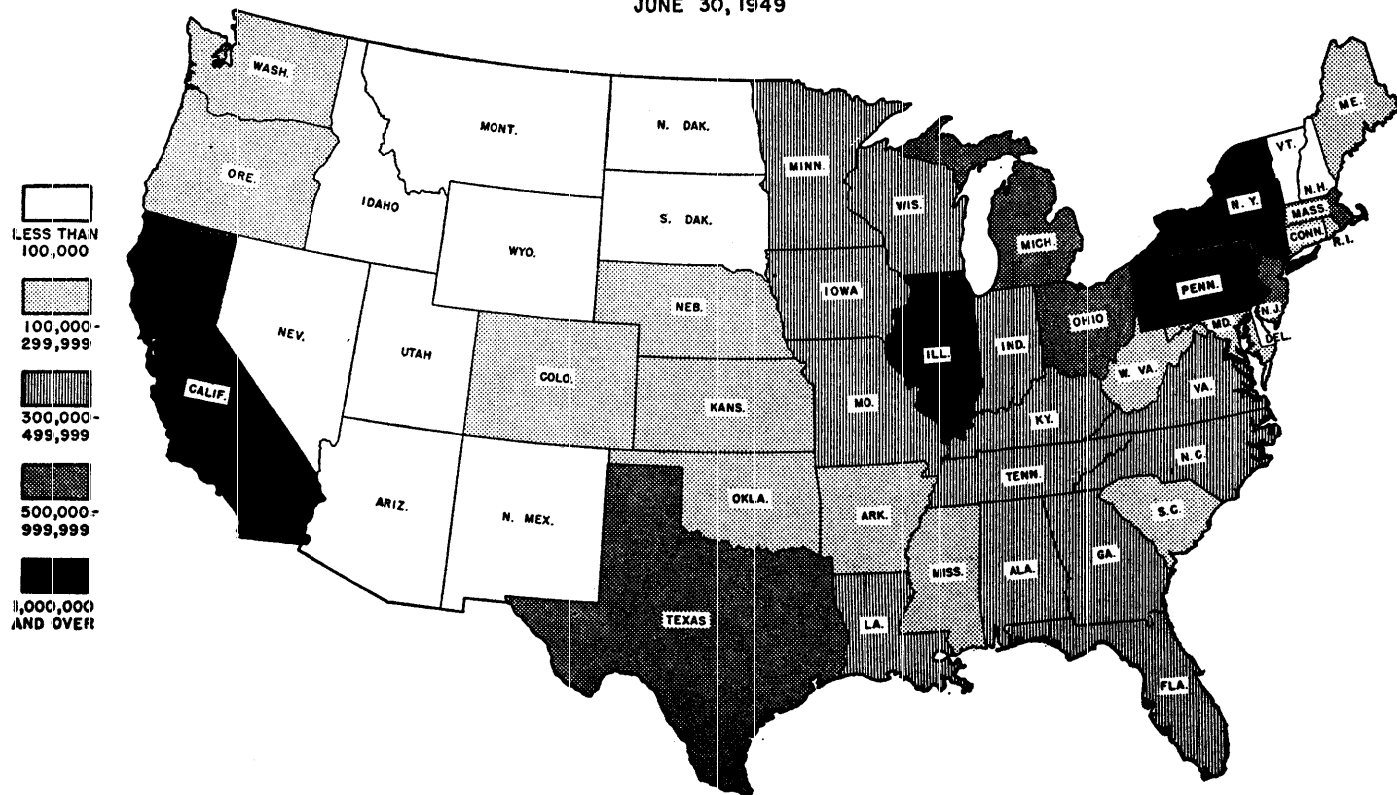 JUNE 30, 1949
WASH.
MONT.
N. DAK.
MINN.
ME.
ORE.
IDAHO
S. DAK.
WIS.
MICH.
VT.
N.H.
N. Y.
MASS.
CONN.
R.I.
WYO.
NEB.
IOWA
PENN.
N.J.
MD.
DEL.
NEV.
UTAH
COLO.
KANS.
MO.
ILL.
IND.
OHIO
W. VA.
VA.
KY.
CALIF.
ARIZ.
N. MEX.
OKLA.
ARK.
TENN.
N.C.
S.C.
TEXAS
LA.
MISS.
ALA.
GA.
FLA.
LESS THAN
100,000
100,000-
299,999
300,000-
499,999
500,000-
999,999
1,000,000
AND OVER